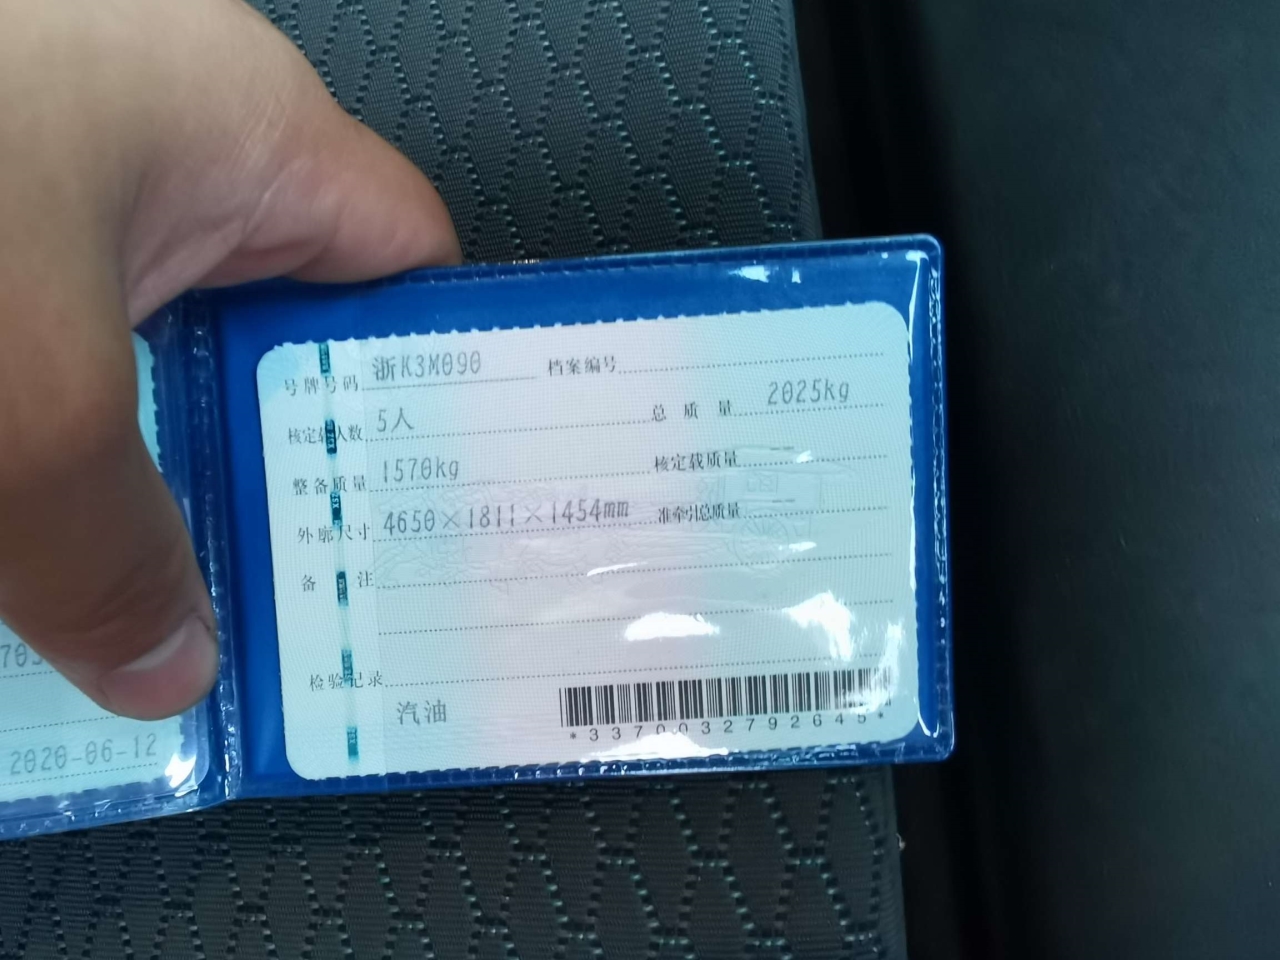 号牌号码 浙K3M090 档案编号
核定载人数 5人 总质量 2025kg
整备质量 1570kg 核定载质量
外廓尺寸 4650×1811×1454mm 准牵引总质量
备注
检验记录
汽油
*3370032792645*
2020-06-12